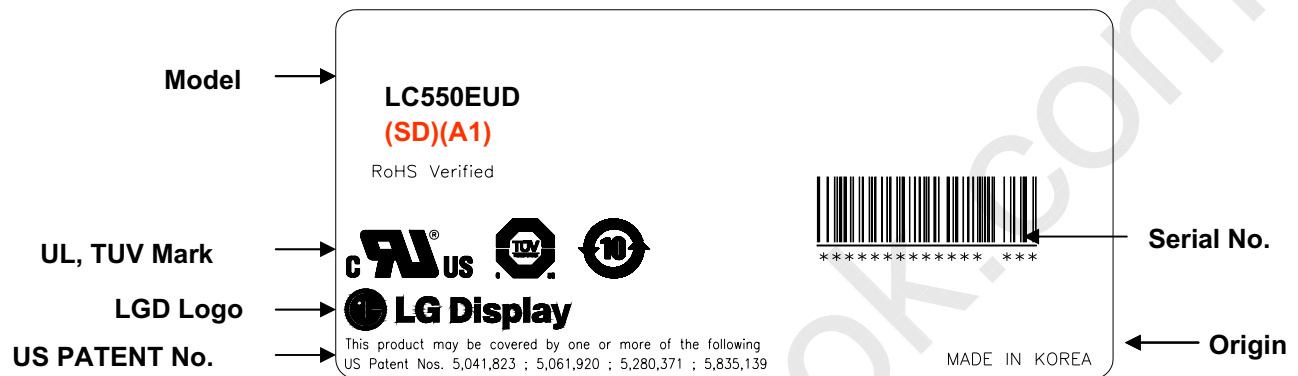 Model
LC550EUD
(SD)(A1)
RoHS Verified
UL, TUV Mark
c RU ® US TUV 10
************ ***
Serial No.
LGD Logo
LG Display
US PATENT No.
This product may be covered by one or more of the following
US Patent Nos. 5,041,823 ; 5,061,920 ; 5,280,371 ; 5,835,139
MADE IN KOREA
Origin